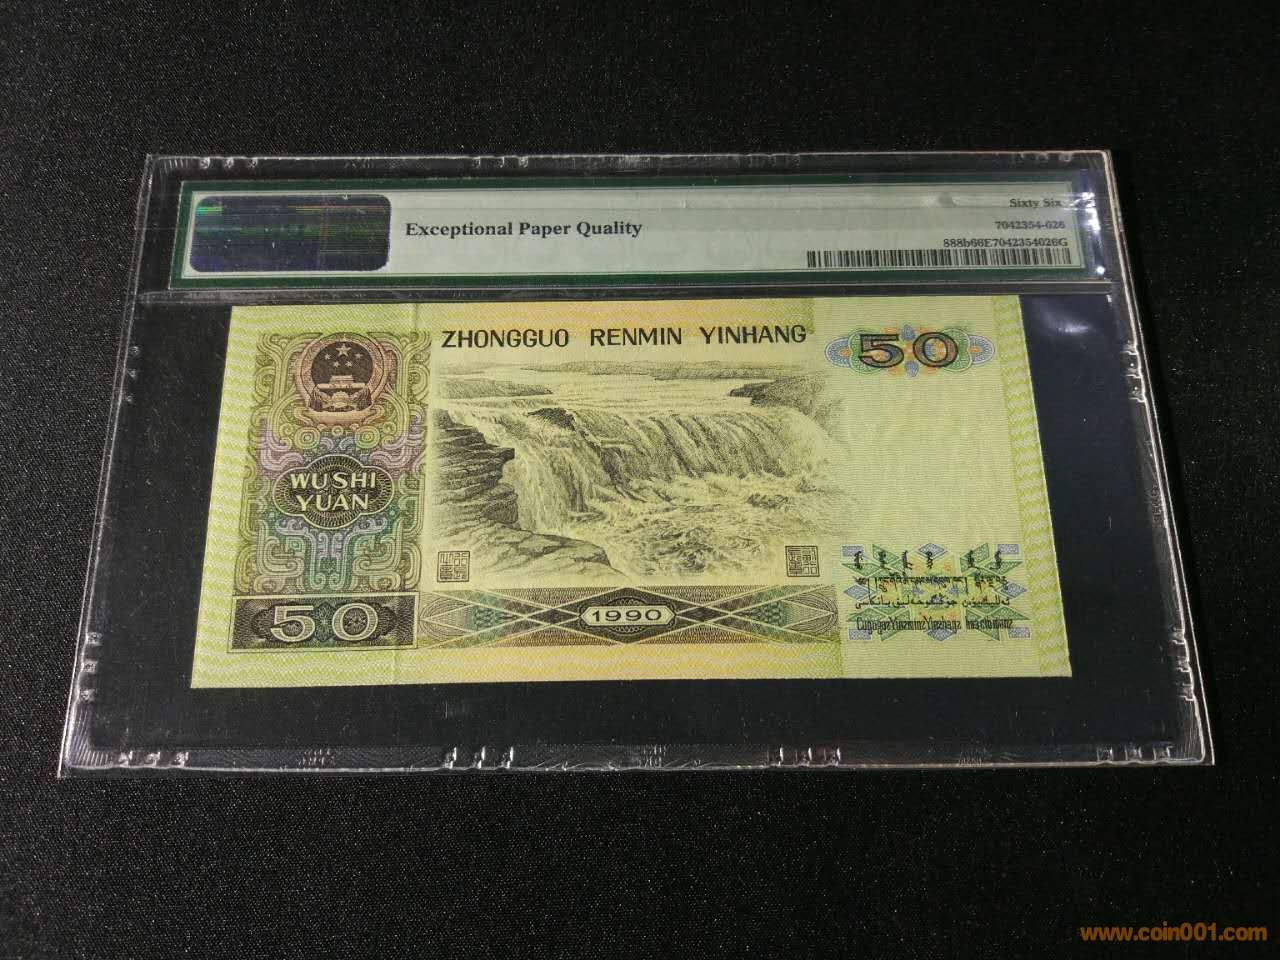 Sixty Six
Exceptional Paper Quality
7042354-026
888b66E7042354026G
ZHONGGUO RENMIN YINHANG
50
WUSHI
YUAN
50
1990
www.coin001.com